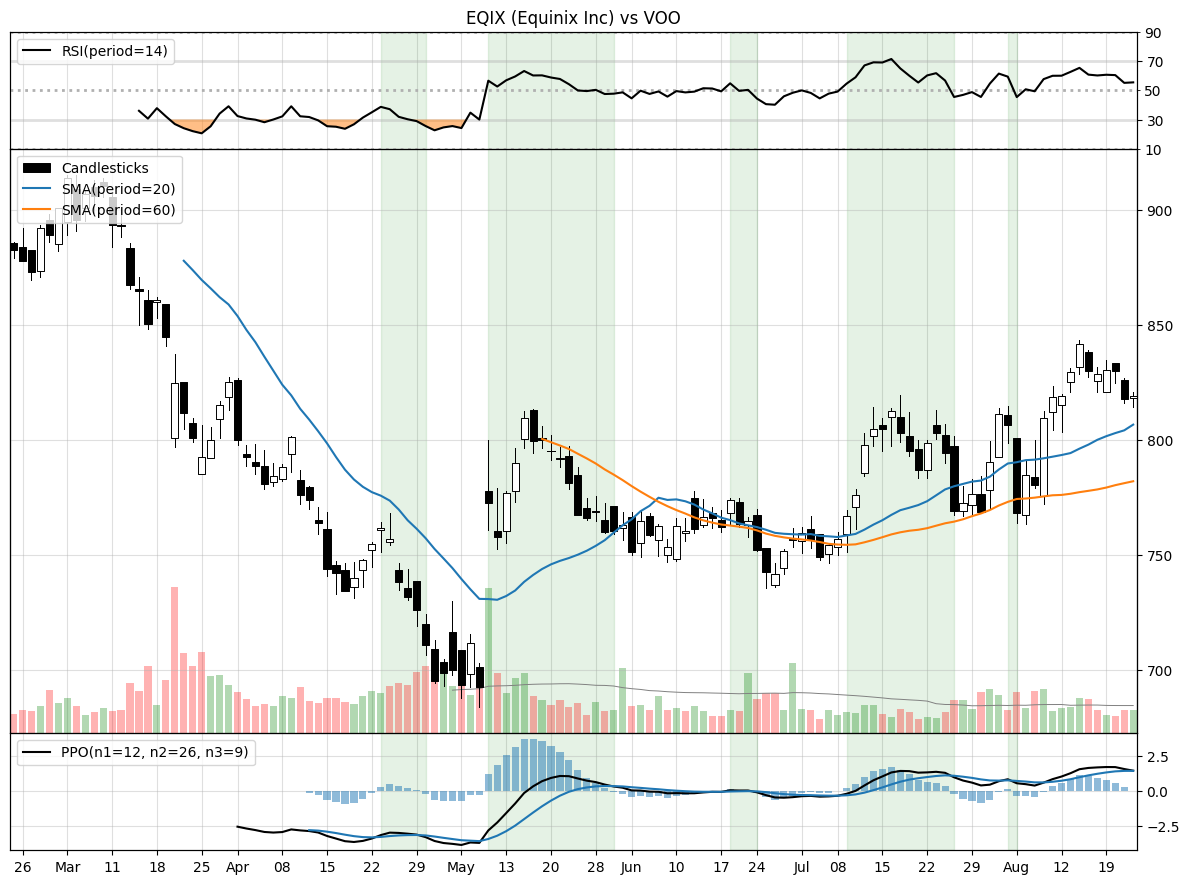 EQIX (Equinix Inc) vs VOO
RSI(period=14)
90
70
50
30
10
Candlesticks
SMA(period=20)
SMA(period=60)
900
850
800
750
700
PPO(n1=12, n2=26, n3=9)
2.5
0.0
−2.5
26 Mar 11 18 25 Apr 08 15 22 29 May 13 20 28 Jun 10 17 24 Jul 08 15 22 29 Aug 12 19